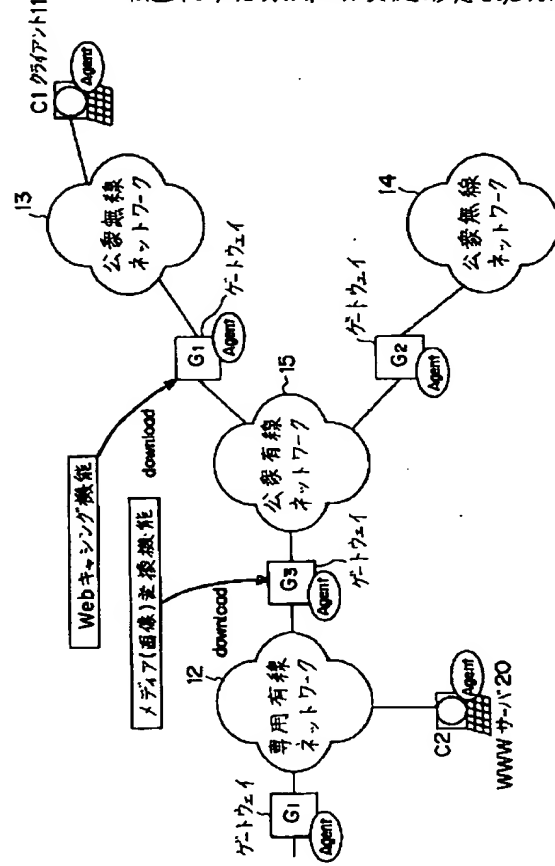 C1 クライアント11
Agent
13
公衆無線
ネットワーク
14
公衆無線
ネットワーク
ゲートウェイ
G1
Agent
ゲートウェイ
G2
Agent
15
公衆有線
ネットワーク
Webキャシング機能
download
メディア(画像)変換機能
download
G3
Agent
ゲートウェイ
12
専用有線
ネットワーク
C2
Agent
WWWサーバ20
ゲートウェイ
G1
Agent